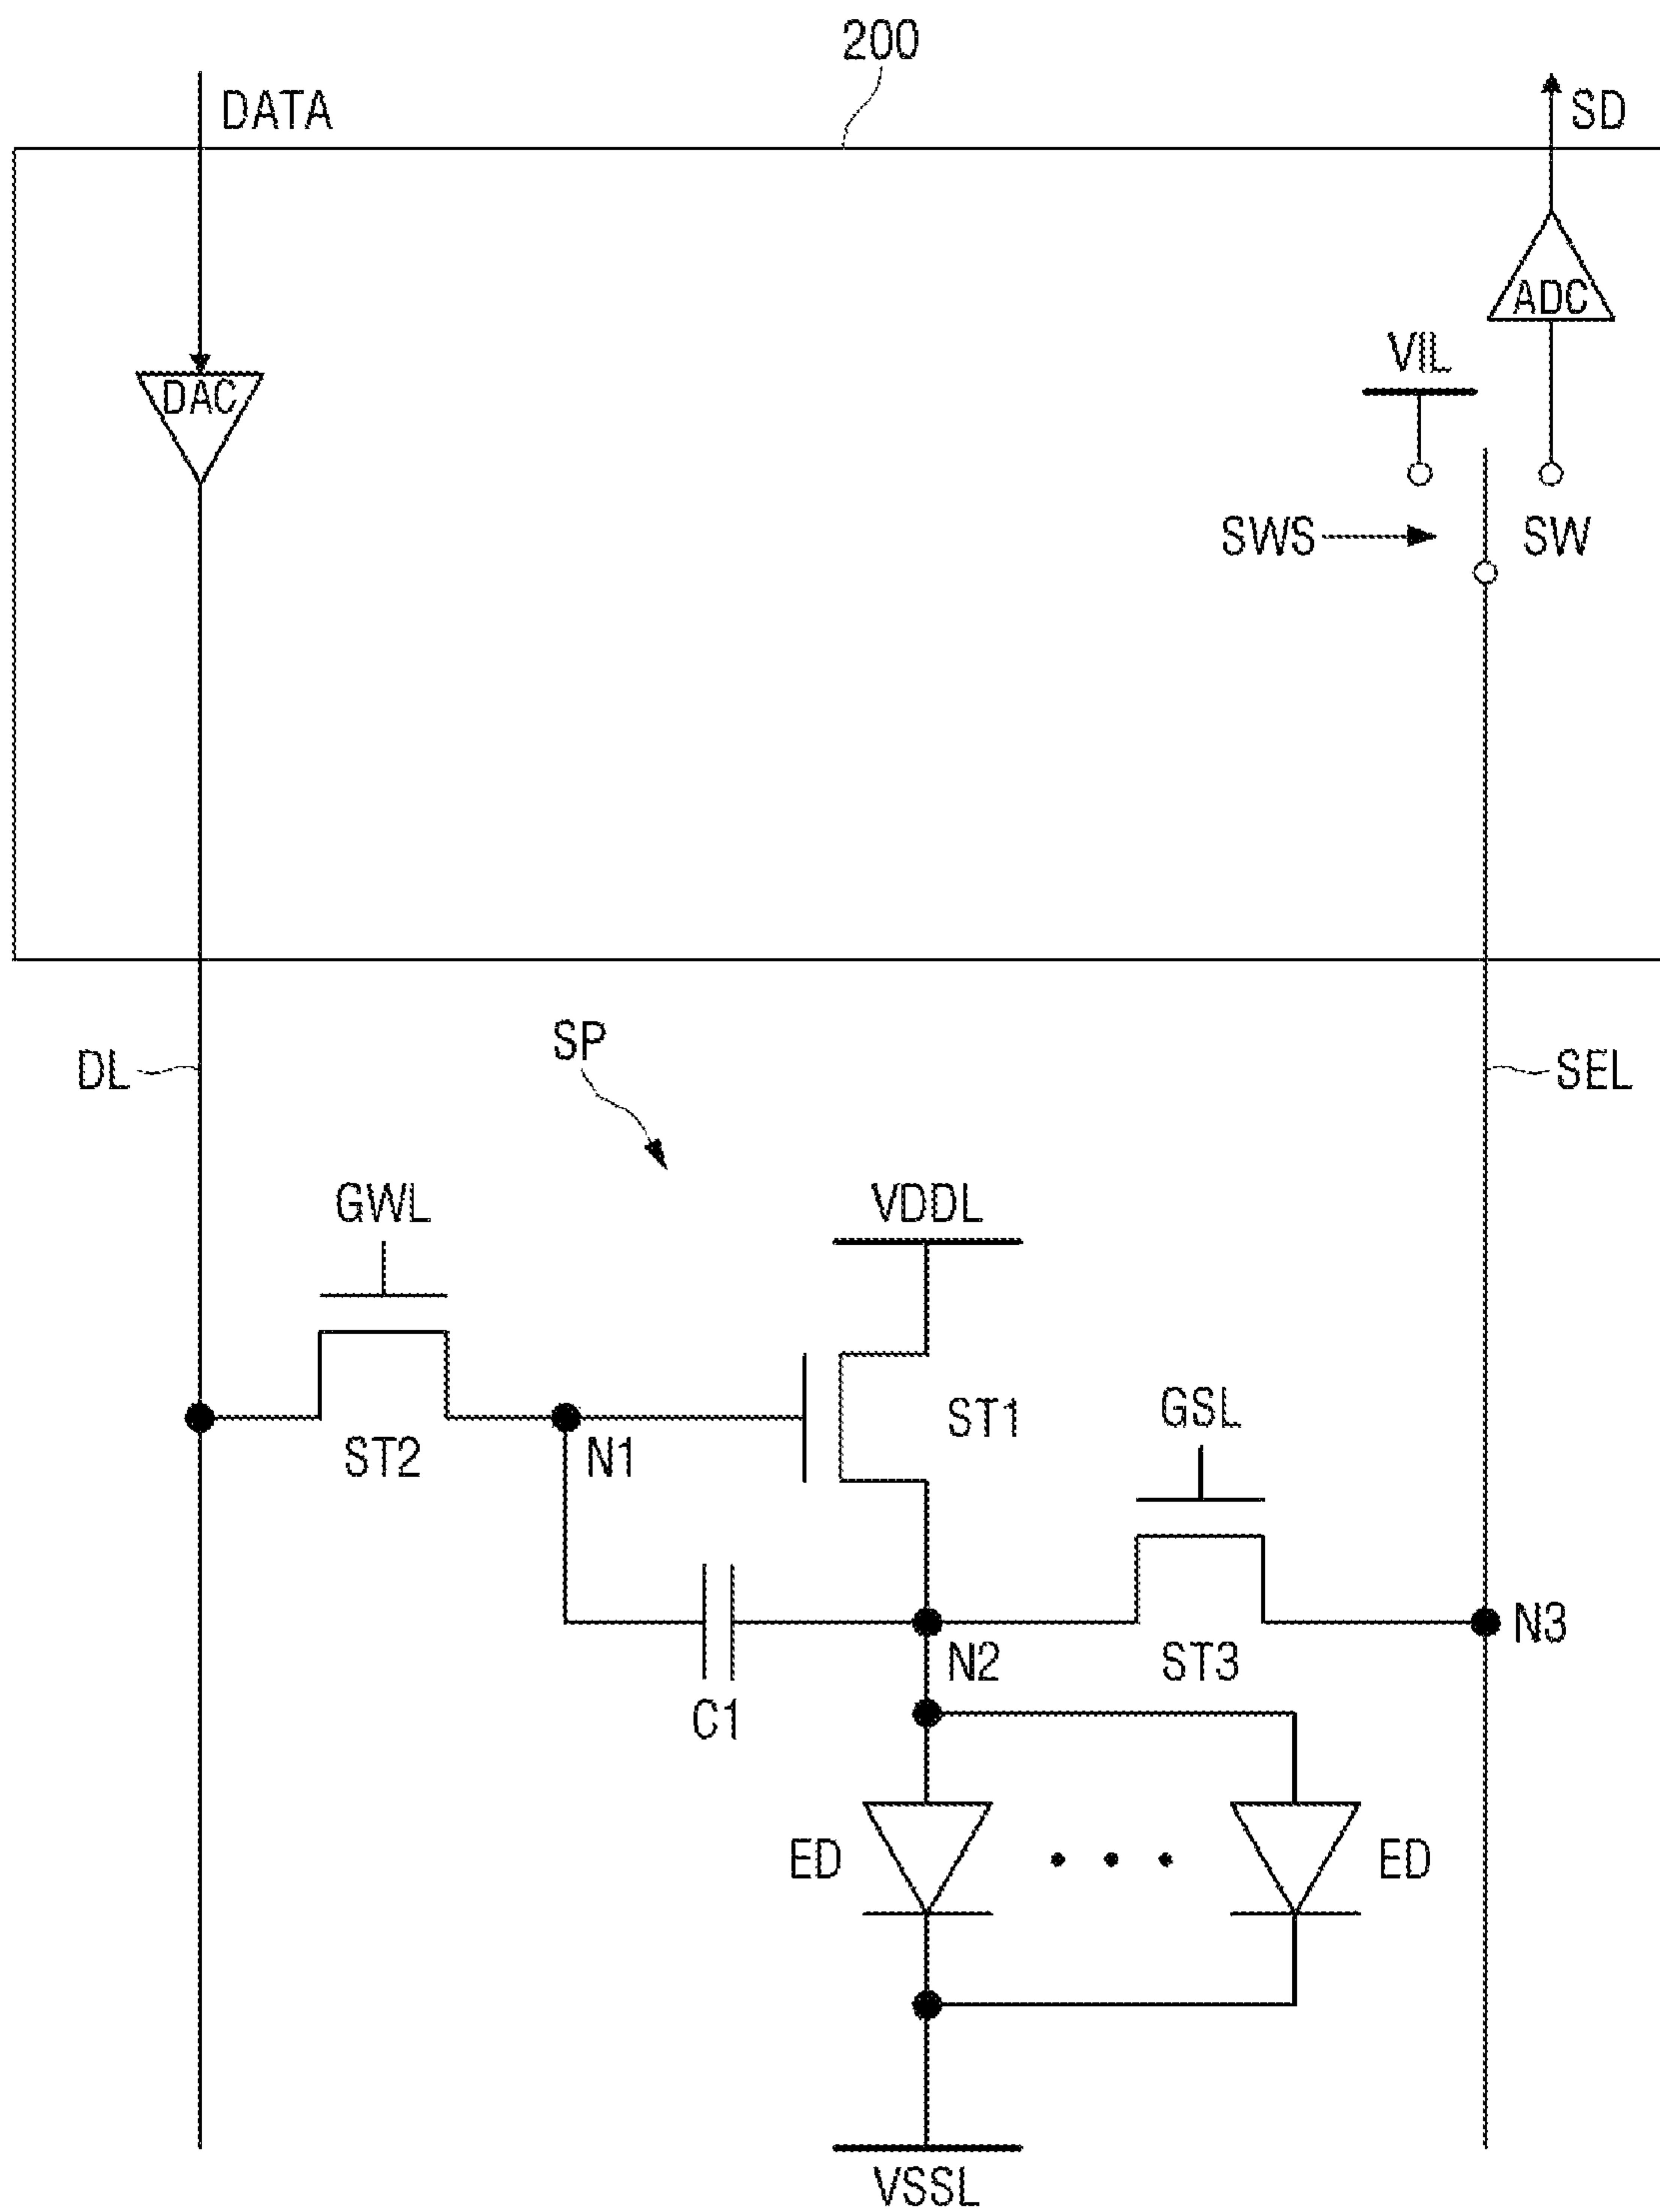 200
DATA
SD
ADC
VIL
DAC
SWS
SW
SP
DL
SEL
GWL
VDDL
GSL
ST1
ST2
N1
N3
N2
ST3
C1
ED
ED
VSSL